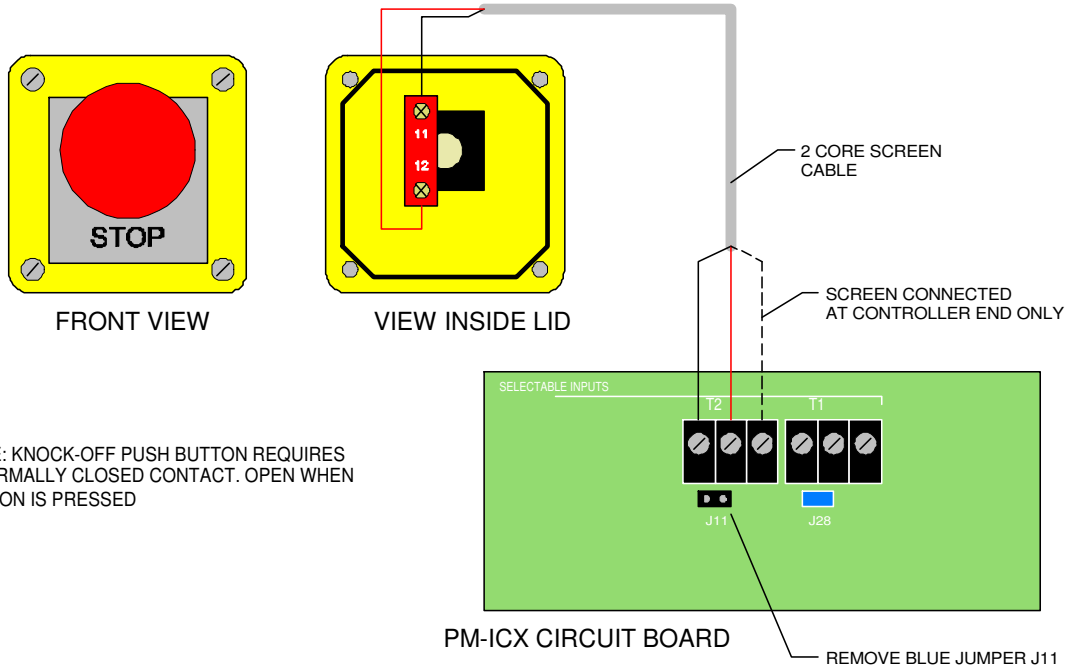 11
12
STOP
2 CORE SCREEN
CABLE
SCREEN CONNECTED
AT CONTROLLER END ONLY
FRONT VIEW
VIEW INSIDE LID
SELECTABLE INPUTS
T2
T1
E: KNOCK-OFF PUSH BUTTON REQUIRES
RMALLY CLOSED CONTACT. OPEN WHEN
ON IS PRESSED
J11
J28
PM-ICX CIRCUIT BOARD
REMOVE BLUE JUMPER J11